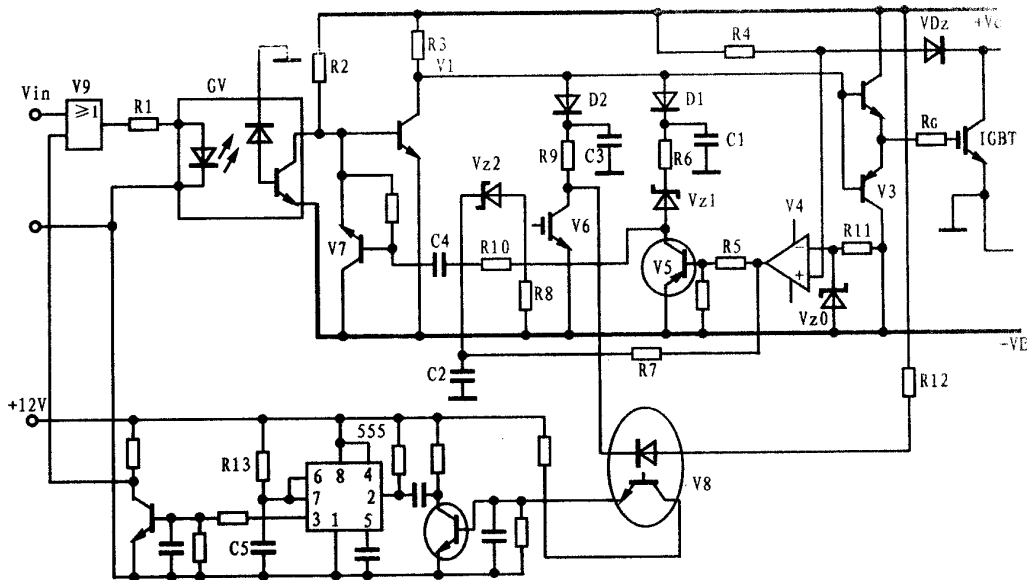 Vin
V9
≥1
R1
GV
R2
R3
V1
R4
VDz
D2
D1
R9
C3
R6
C1
Vz2
Vz1
V6
V4
V3
RG
IGBT
V7
C4
R10
V5
R5
R11
-
+
R8
Vz0
C2
R7
R12
+12V
555
R13
6
8
4
7
2
3
1
5
C5
V8